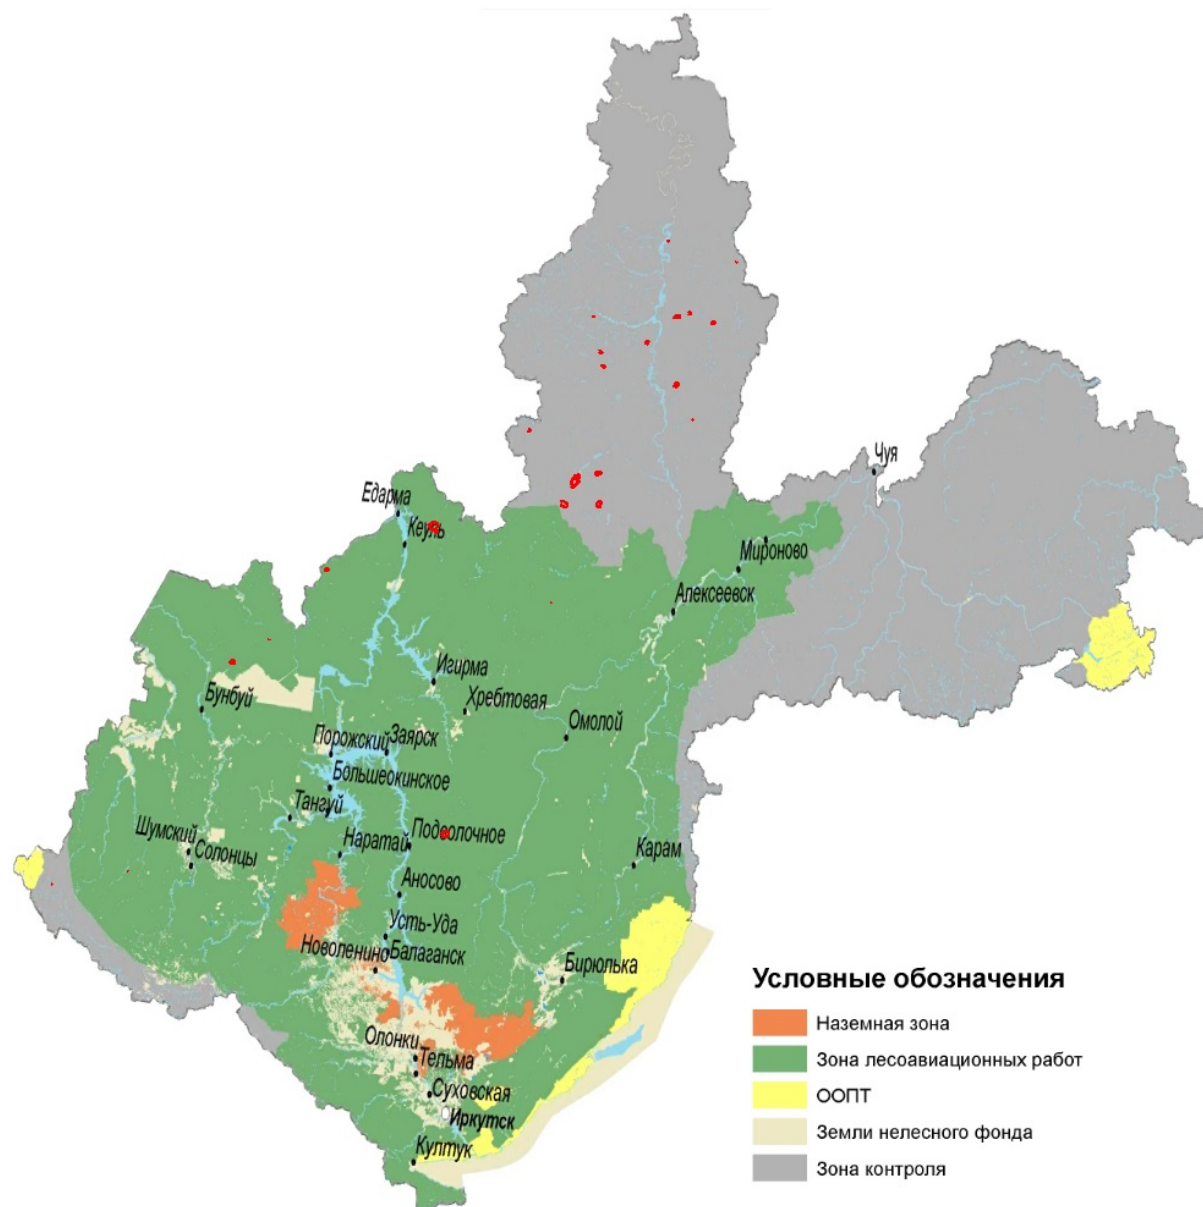 Чуя
Едарма
Кеуль
Мироново
Алексеевск
Игирма
Бунбуй
Хребтовая
Омолой
Порожский
Заярск
Большеокинское
Тангуй
Шумский
Солонцы
Подволочное
Наратай
Карам
Аносово
Усть-Уда
Новоленино
Балаганск
Бирюлька
Олонки
Тельма
Суховская
Иркутск
Култук
Условные обозначения
Наземная зона
Зона лесоавиационных работ
ООПТ
Земли нелесного фонда
Зона контроля